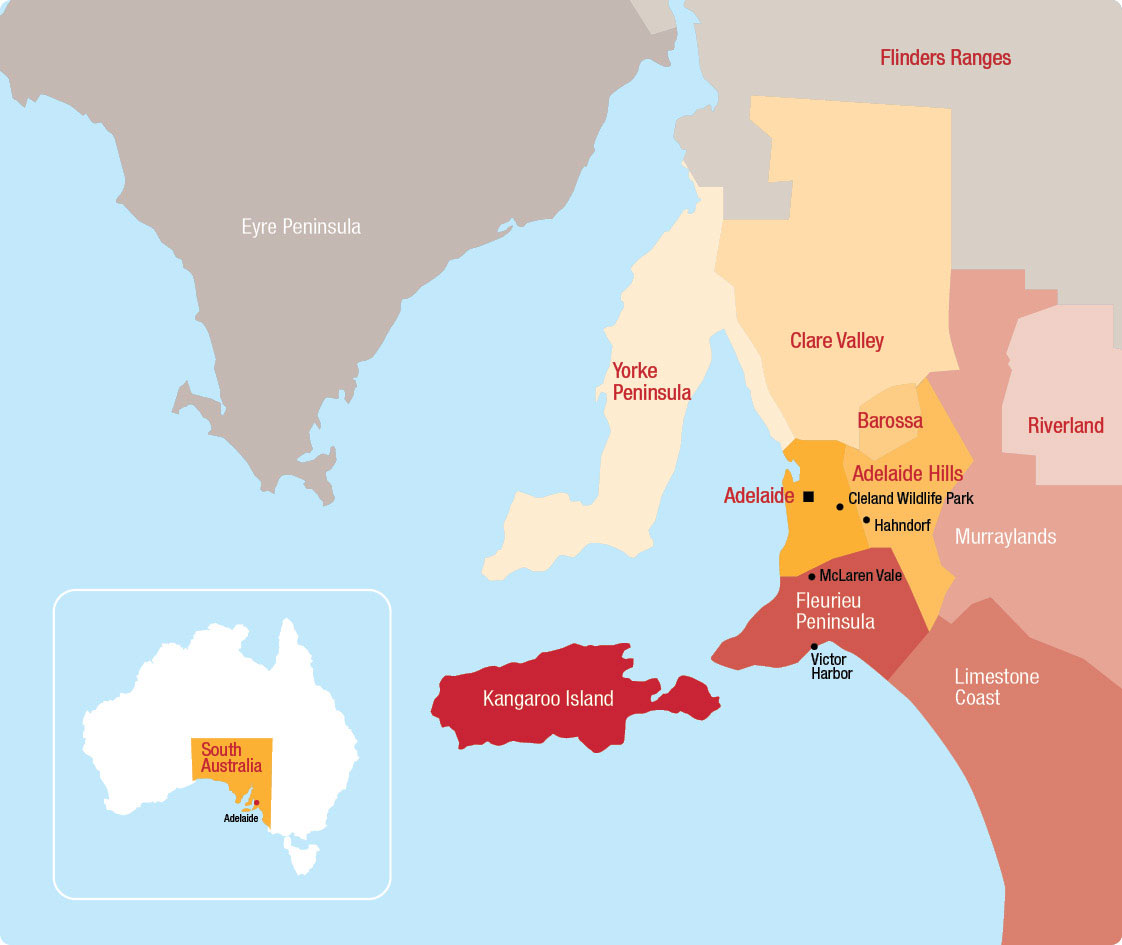 Flinders Ranges
Eyre Peninsula
Clare Valley
Yorke
Peninsula
Barossa
Riverland
Adelaide Hills
Adelaide
Cleland Wildlife Park
Hahndorf
Murraylands
McLaren Vale
Fleurieu
Peninsula
Victor
Harbor
Limestone
Coast
Kangaroo Island
South
Australia
Adelaide